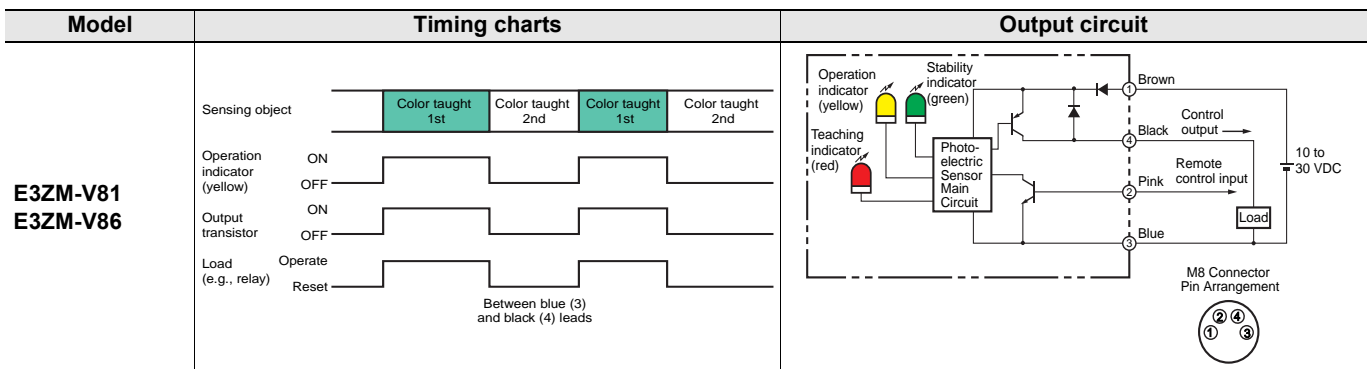 Model
Timing charts
Output circuit
E3ZM-V81
E3ZM-V86
Sensing object
Color taught
1st
Color taught
2nd
Color taught
1st
Color taught
2nd
Operation
indicator
(yellow)
ON
OFF
Output
transistor
ON
OFF
Load
(e.g., relay)
Operate
Reset
Between blue (3)
and black (4) leads
Operation
indicator
(yellow)
Stability
indicator
(green)
Teaching
indicator
(red)
Photo-
electric
Sensor
Main
Circuit
1
Brown
4
Black
Control
output
2
Pink
Remote
control input
3
Blue
Load
10 to
30 VDC
M8 Connector
Pin Arrangement
2 4
1 3